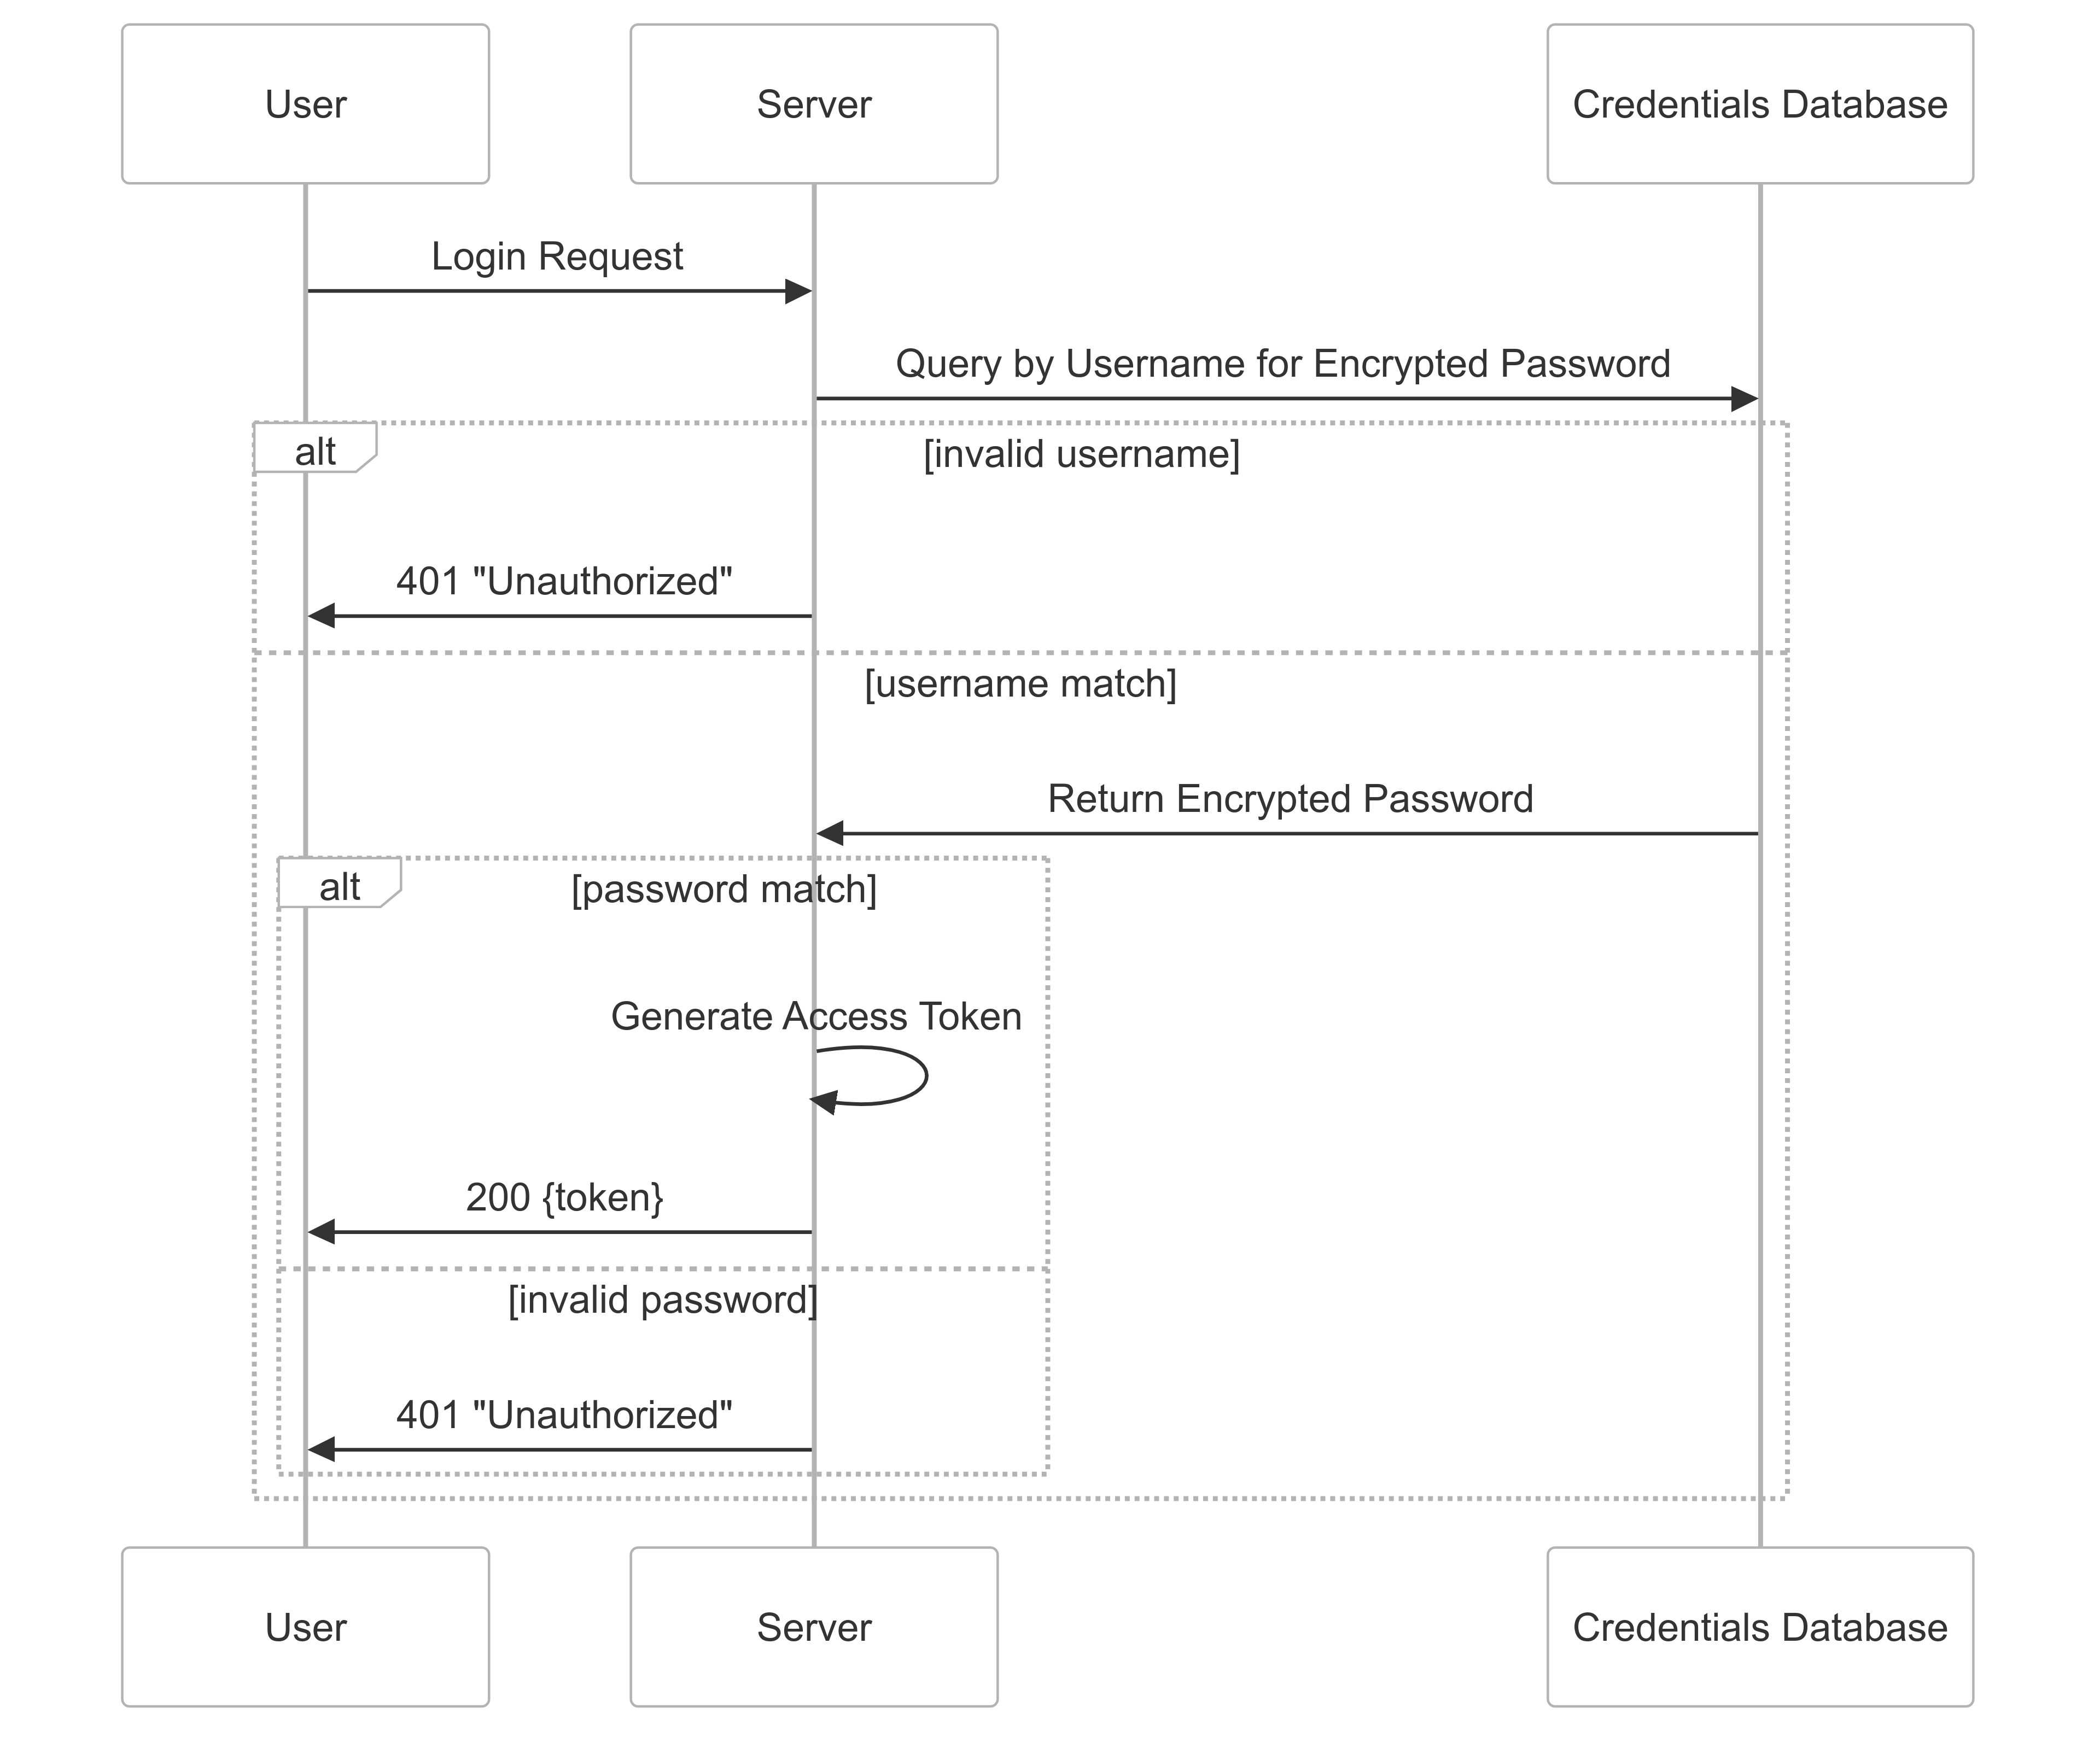 User
Server
Credentials Database
Login Request
Query by Username for Encrypted Password
alt
[invalid username]
401 "Unauthorized"
[username match]
Return Encrypted Password
alt
[password match]
Generate Access Token
200 {token}
[invalid password]
401 "Unauthorized"
User
Server
Credentials Database